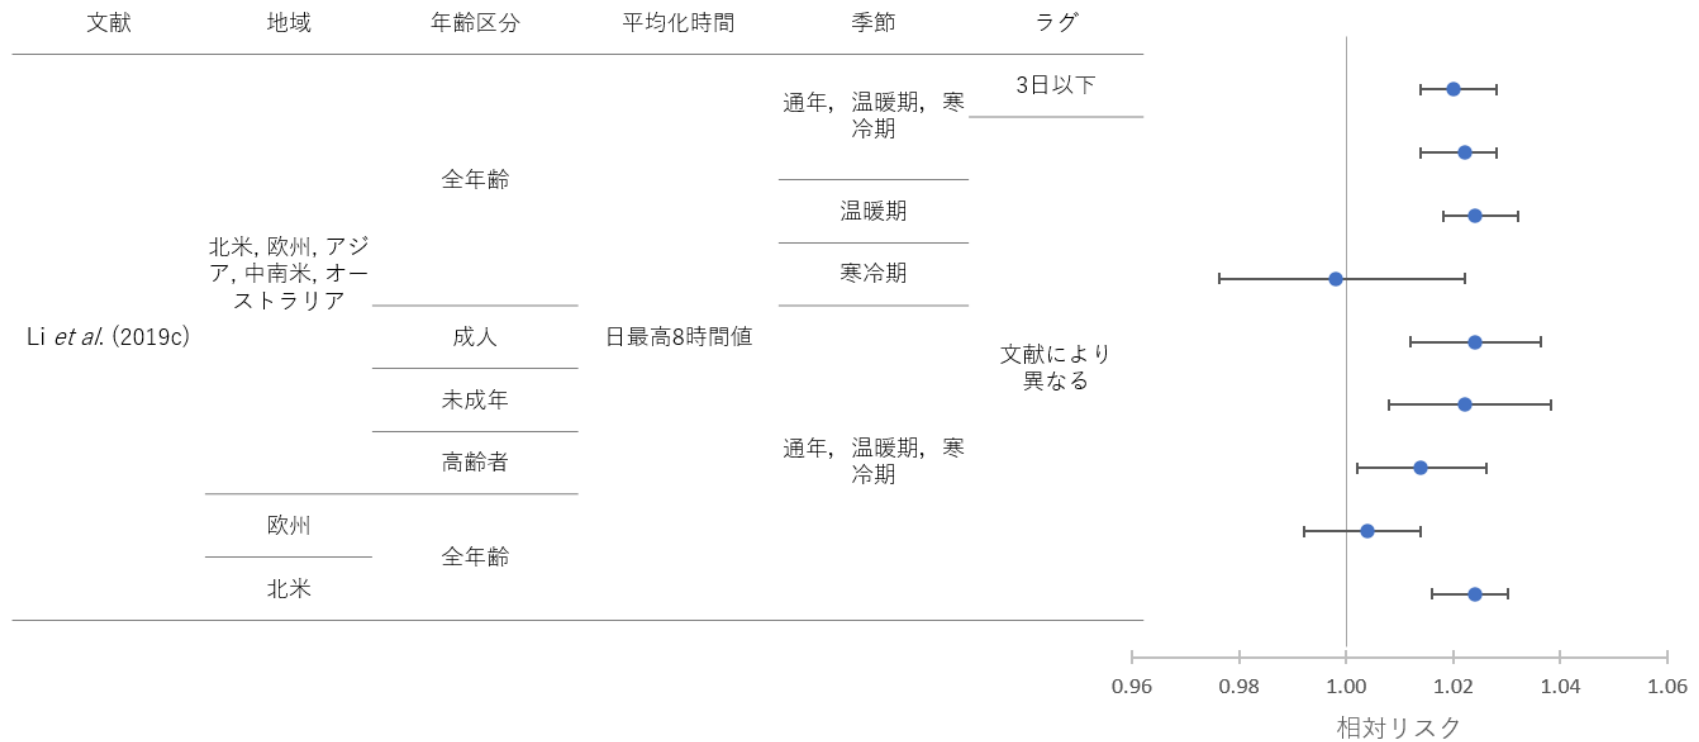 文献 地域 年齢区分 平均化時間 季節 ラグ
3日以下
通年，温暖期，寒
冷期
全年齢
温暖期
北米, 欧州, アジ
ア, 中南米, オー
ストラリア
寒冷期
Li et al. (2019c)
成人
日最高8時間値
文献により
異なる
未成年
通年，温暖期，寒
冷期
高齢者
欧州
全年齢
北米
0.96 0.98 1.00 1.02 1.04 1.06
相対リスク